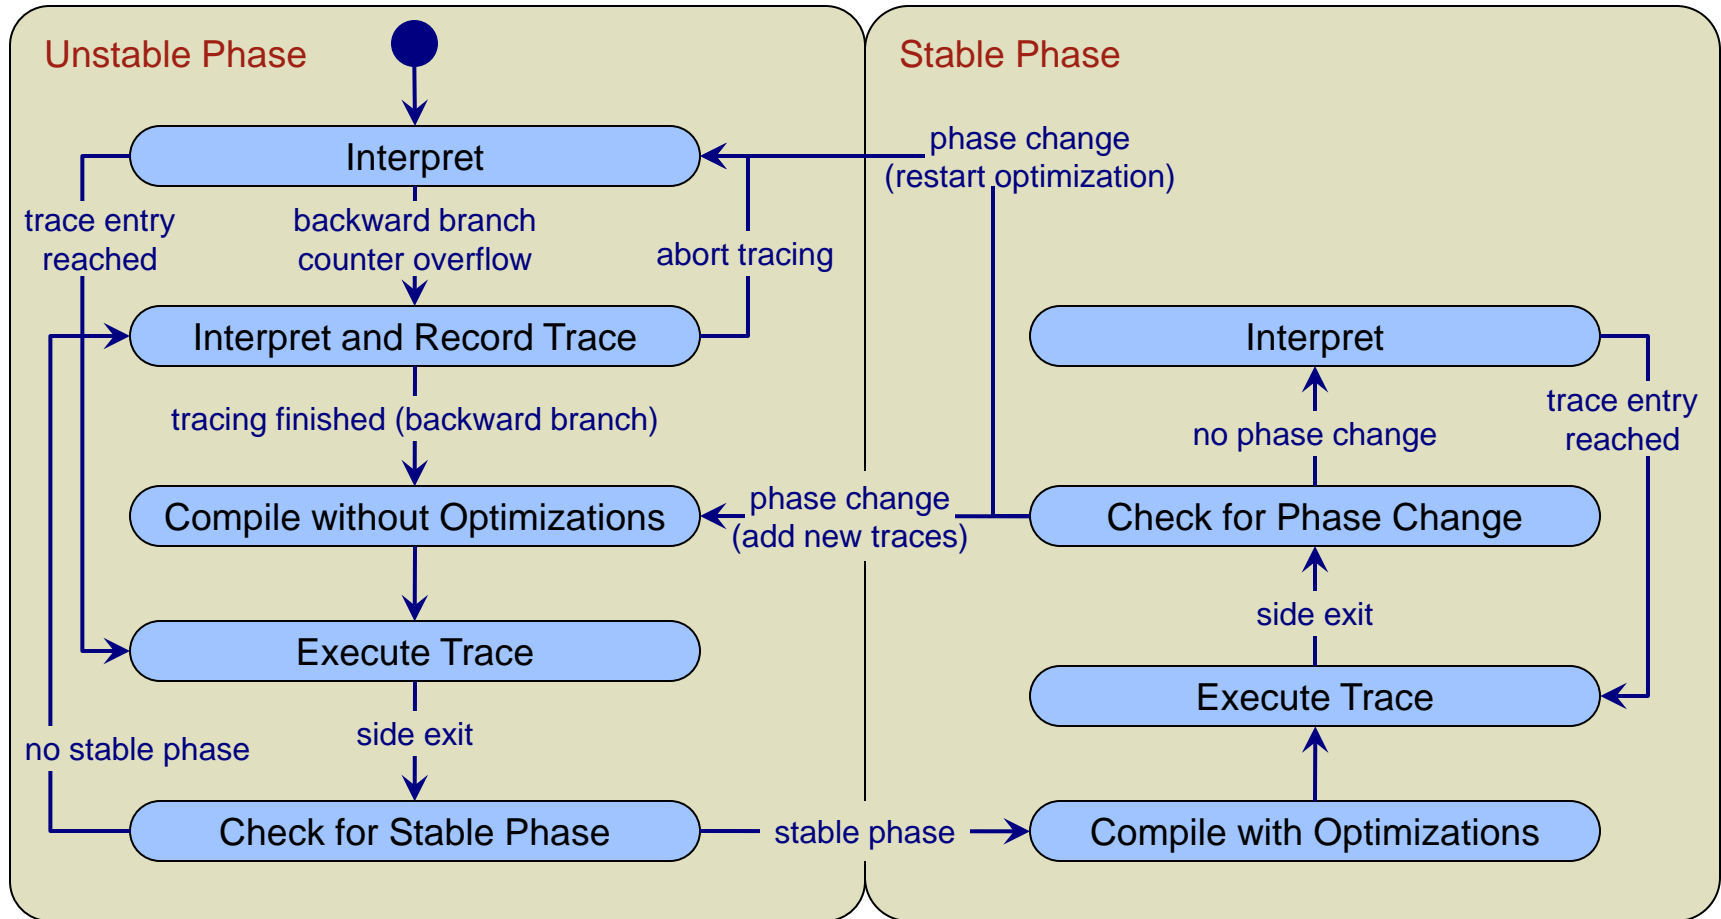 Unstable Phase
Interpret
trace entry
reached
backward branch
counter overflow
abort tracing
Interpret and Record Trace
tracing finished (backward branch)
Compile without Optimizations
Execute Trace
side exit
no stable phase
Check for Stable Phase
stable phase
Stable Phase
phase change
(restart optimization)
Interpret
trace entry
reached
no phase change
phase change
(add new traces)
Check for Phase Change
side exit
Execute Trace
Compile with Optimizations